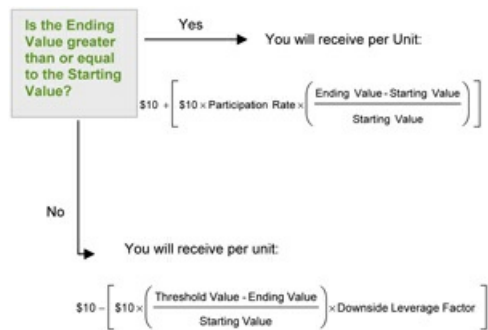 Is the Ending
Value greater
than or equal
to the Starting
Value?
Yes
You will receive per Unit:
$10 + [ $10 × Participation Rate × ( Ending Value - Starting Value / Starting Value ) ]
No
You will receive per unit:
$10 – [ $10 × ( Threshold Value - Ending Value / Starting Value ) × Downside Leverage Factor ]